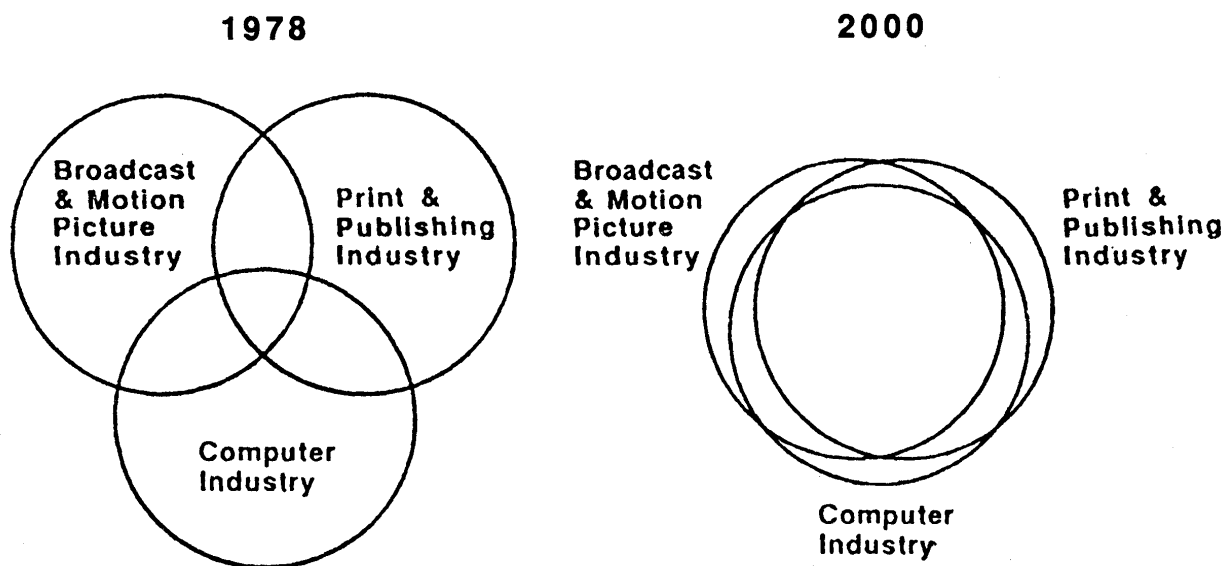 1978
Broadcast
& Motion
Picture
Industry
Print &
Publishing
Industry
Computer
Industry
2000
Broadcast
& Motion
Picture
Industry
Print &
Publishing
Industry
Computer
Industry